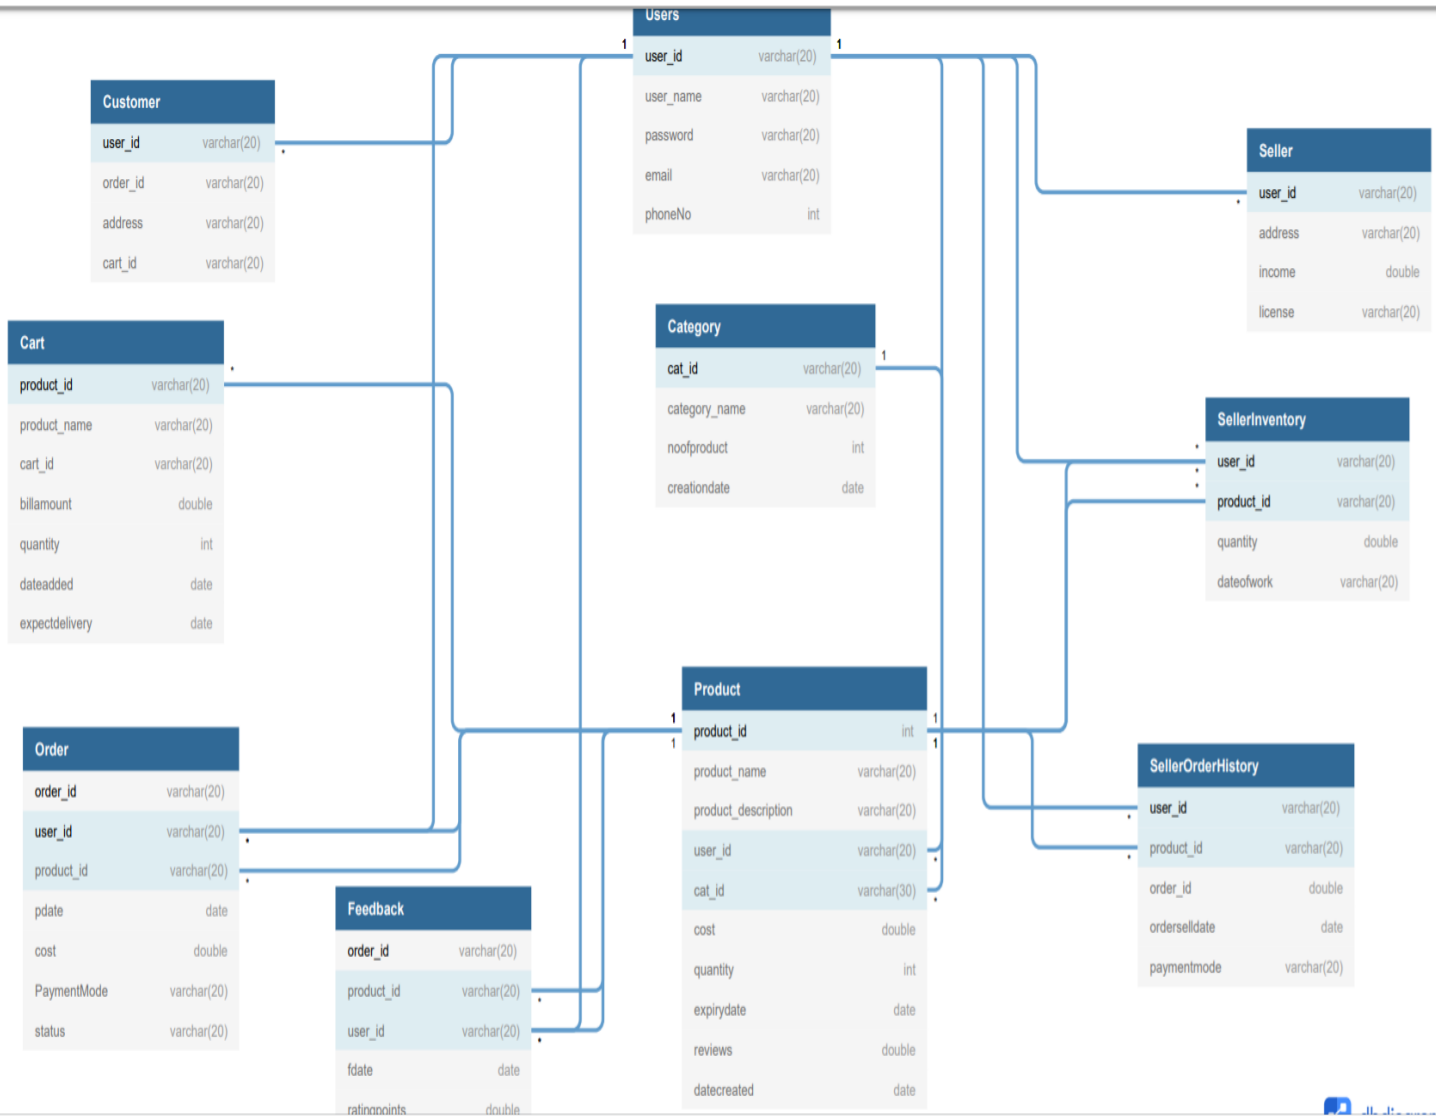 Users
1
1
user_id varchar(20)
user_name varchar(20)
password varchar(20)
email varchar(20)
phoneNo int
Customer
user_id varchar(20)
*
order_id varchar(20)
address varchar(20)
cart_id varchar(20)
Seller
user_id varchar(20)
*
address varchar(20)
income double
license varchar(20)
Cart
*
product_id varchar(20)
product_name varchar(20)
cart_id varchar(20)
billamount double
quantity int
dateadded date
expectdelivery date
Category
1
cat_id varchar(20)
category_name varchar(20)
noofproduct int
creationdate date
SellerInventory
*
user_id varchar(20)
*
*
product_id varchar(20)
quantity double
dateofwork varchar(20)
Order
order_id varchar(20)
user_id varchar(20)
*
product_id varchar(20)
*
pdate date
cost double
PaymentMode varchar(20)
status varchar(20)
Feedback
order_id varchar(20)
product_id varchar(20)
*
user_id varchar(20)
*
fdate date
ratingpoints double
Product
1
1
product_id int
1
1
product_name varchar(20)
product_description varchar(20)
user_id varchar(20)
*
cat_id varchar(30)
*
cost double
quantity int
expirydate date
reviews double
datecreated date
SellerOrderHistory
user_id varchar(20)
*
product_id varchar(20)
*
order_id double
orderselldate date
paymentmode varchar(20)